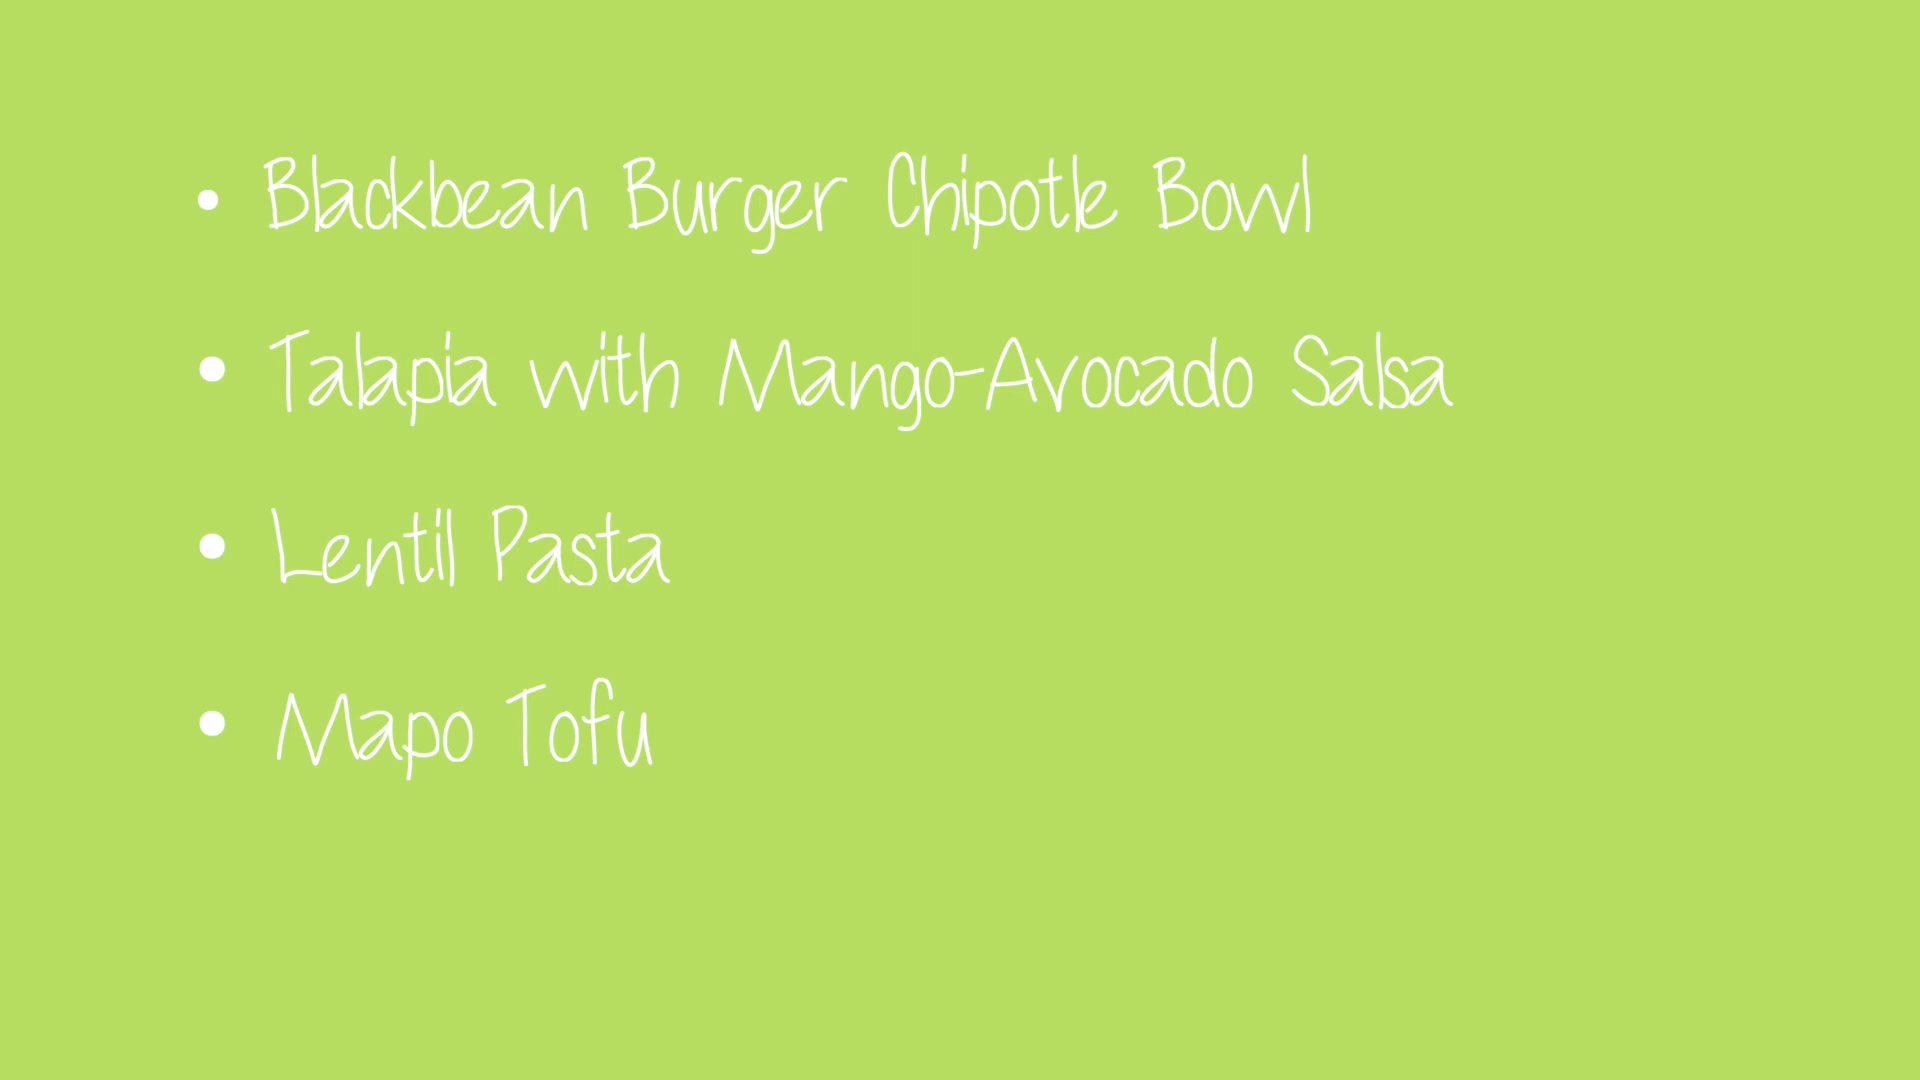 • Blackbean Burger Chipotle Bowl
• Talapia with Mango-Avocado Salsa
• Lentil Pasta
• Mapo Tofu